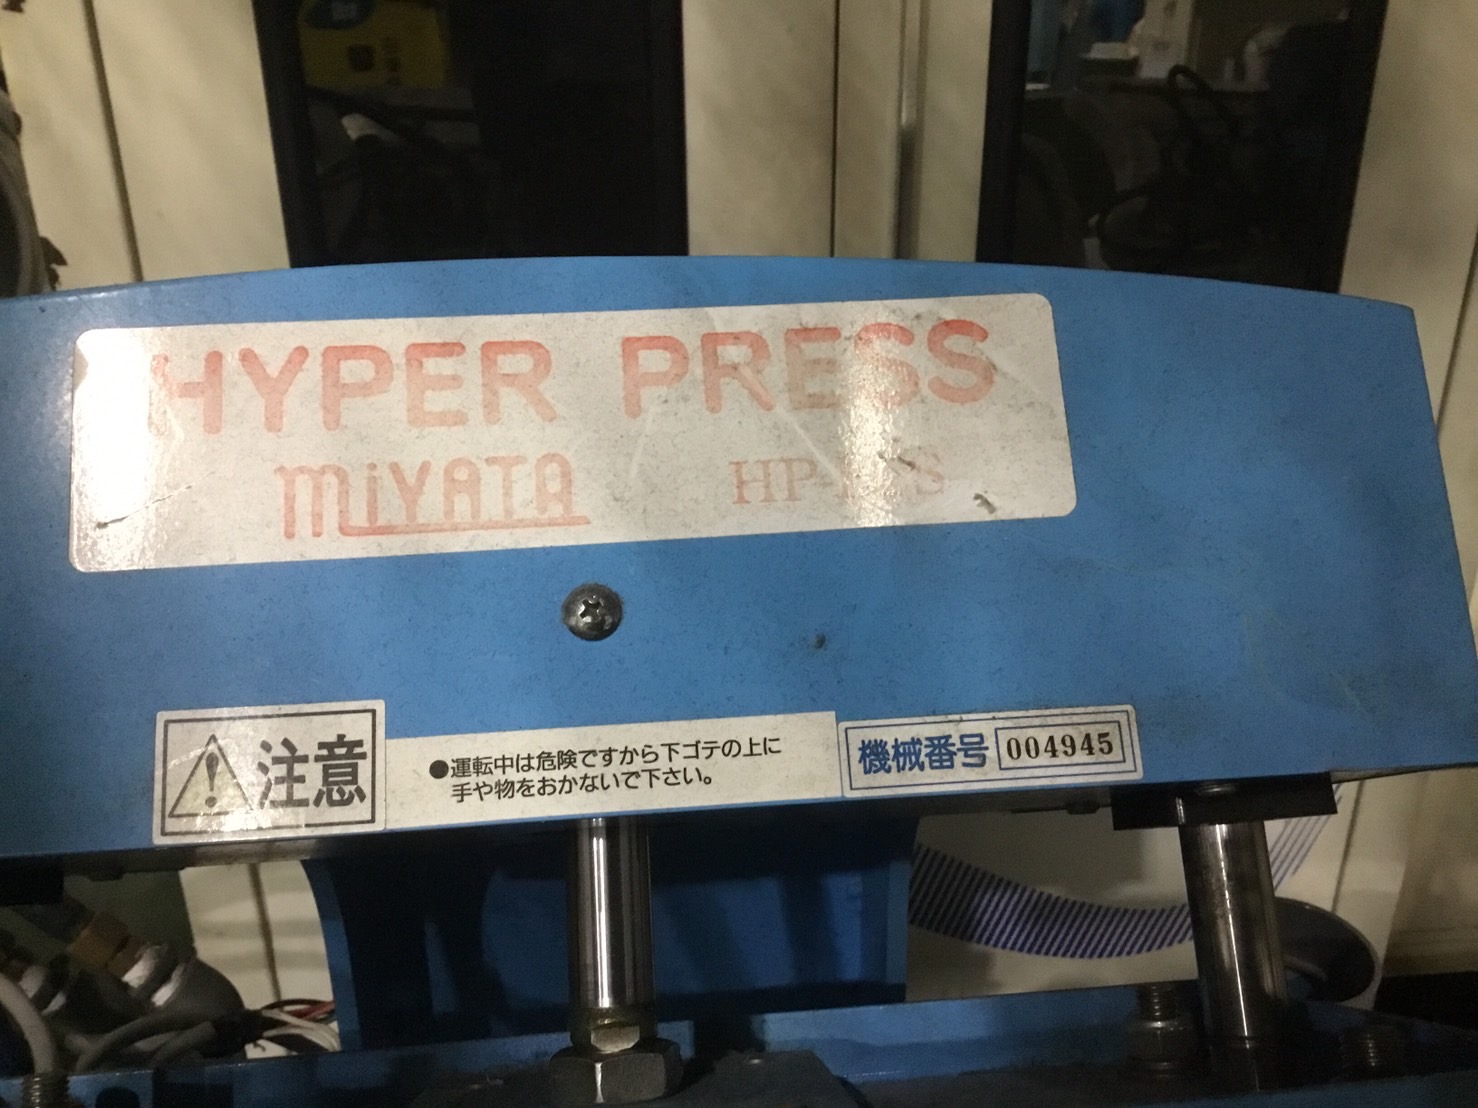 HYPER PRESS
MiYATA
注意
●運転中は危険ですから下ゴテの上に
手や物をおかないで下さい。
機械番号 004945